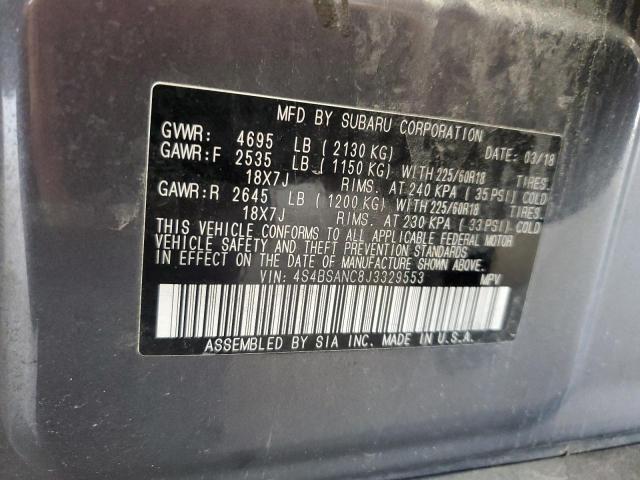 MFD BY SUBARU CORPORATION
GVWR: 4695 LB (2130 KG) DATE: 03/18
GAWR:F 2535 LB (1150 KG) WITH 225/60R18 TIRES.
18X7J RIMS. AT 240 KPA (35 PSI) COLD
GAWR:R 2645 LB (1200 KG) WITH 225/60R18 TIRES.
18X7J RIMS. AT 230 KPA (33 PSI) COLD
THIS VEHICLE CONFORMS TO ALL APPLICABLE FEDERAL MOTOR
VEHICLE SAFETY AND THEFT PREVENTION STANDARDS
IN EFFECT ON DATE OF MANUFACTURE SHOWN ABOVE.
VIN: 4S4BSANC8J3329553 MPV
ASSEMBLED BY SIA INC. MADE IN U.S.A.